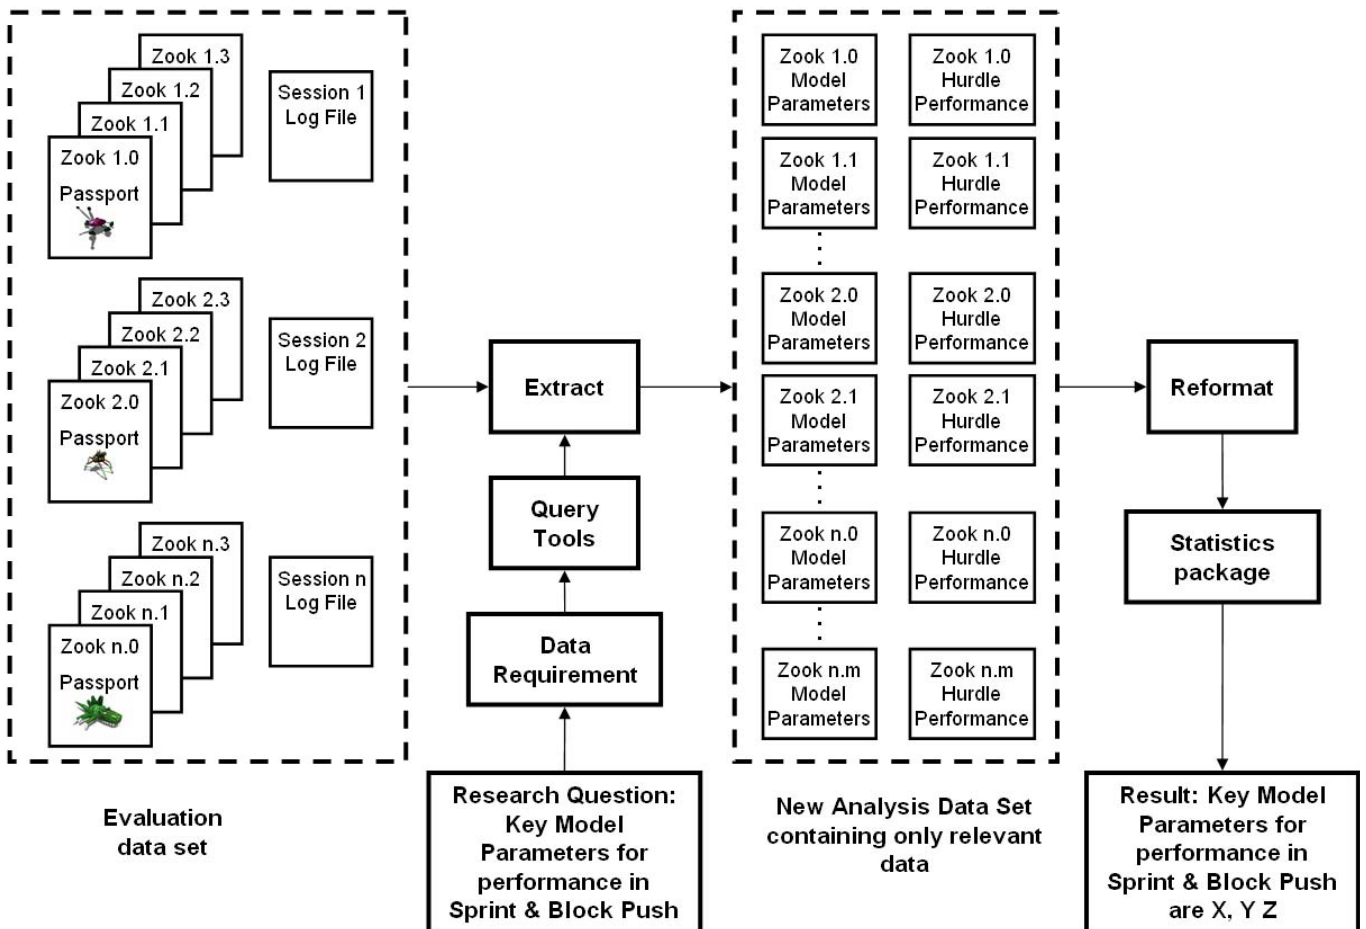 Zook 1.3
Zook 1.2
Zook 1.1
Zook 1.0
Passport
Session 1
Log File
Zook 2.3
Zook 2.2
Zook 2.1
Zook 2.0
Passport
Session 2
Log File
Zook n.3
Zook n.2
Zook n.1
Zook n.0
Passport
Session n
Log File
Evaluation
data set
Extract
Query
Tools
Data
Requirement
Research Question:
Key Model
Parameters for
performance in
Sprint & Block Push
Zook 1.0
Model
Parameters
Zook 1.0
Hurdle
Performance
Zook 1.1
Model
Parameters
Zook 1.1
Hurdle
Performance
Zook 2.0
Model
Parameters
Zook 2.0
Hurdle
Performance
Zook 2.1
Model
Parameters
Zook 2.1
Hurdle
Performance
Zook n.0
Model
Parameters
Zook n.0
Hurdle
Performance
Zook n.m
Model
Parameters
Zook n.m
Hurdle
Performance
New Analysis Data Set
containing only relevant
data
Reformat
Statistics
package
Result: Key Model
Parameters for
performance in
Sprint & Block Push
are X, Y Z